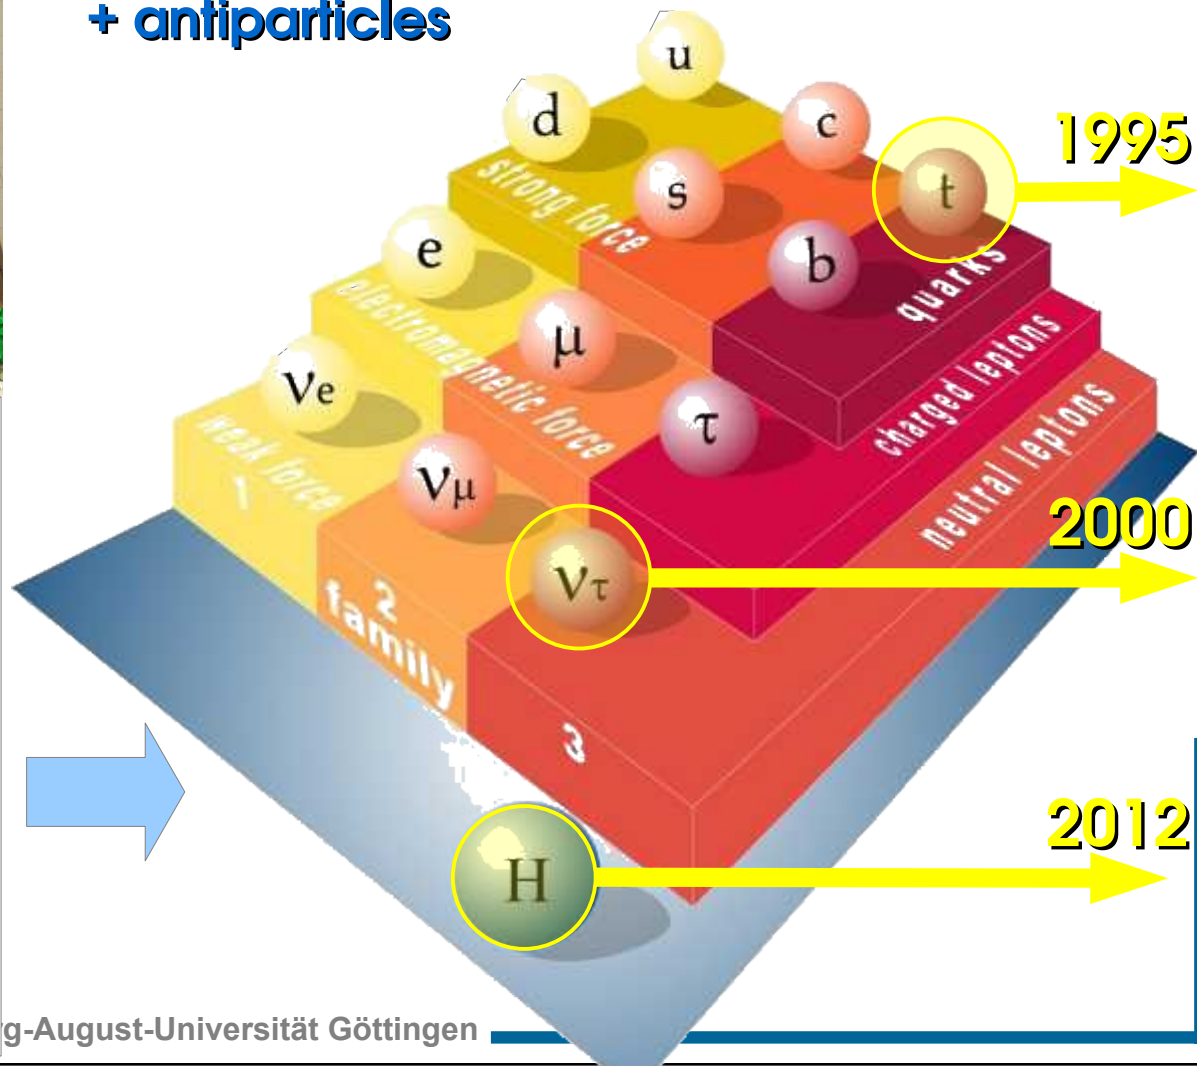 + antiparticles
u
d
c
1995
t
s
strong force
e
b
quarks
electromagnetic force
μ
charged leptons
νe
τ
weak force
neutral leptons
1
νμ
2000
ντ
2
family
3
2012
H
g-August-Universität Göttingen